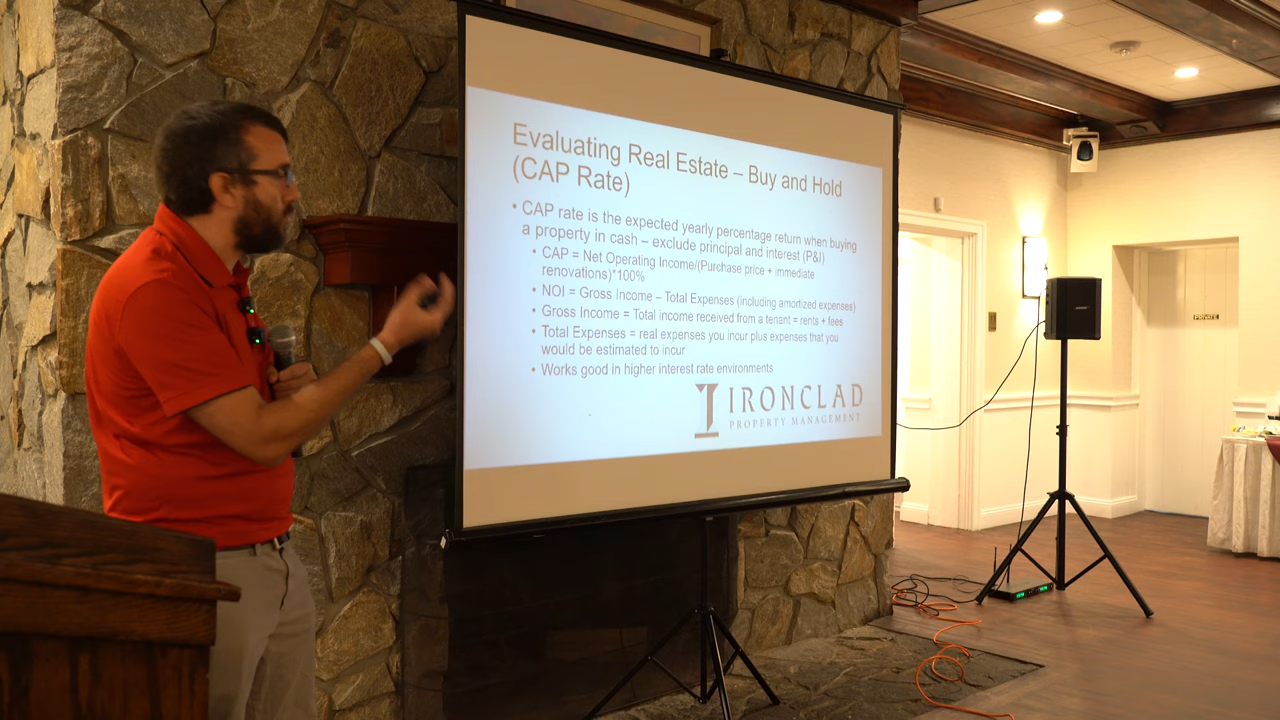 Evaluating Real Estate – Buy and Hold
(CAP Rate)
• CAP rate is the expected yearly percentage return when buying
a property in cash – exclude principal and interest (P&I)
• CAP = Net Operating Income/(Purchase price + immediate
renovations)*100%
• NOI = Gross Income – Total Expenses (including amortized expenses)
• Gross Income = Total income received from a tenant = rents + fees
• Total Expenses = real expenses you incur plus expenses that you
would be estimated to incur
• Works good in higher interest rate environments
IRONCLAD
PROPERTY MANAGEMENT
PRIVATE